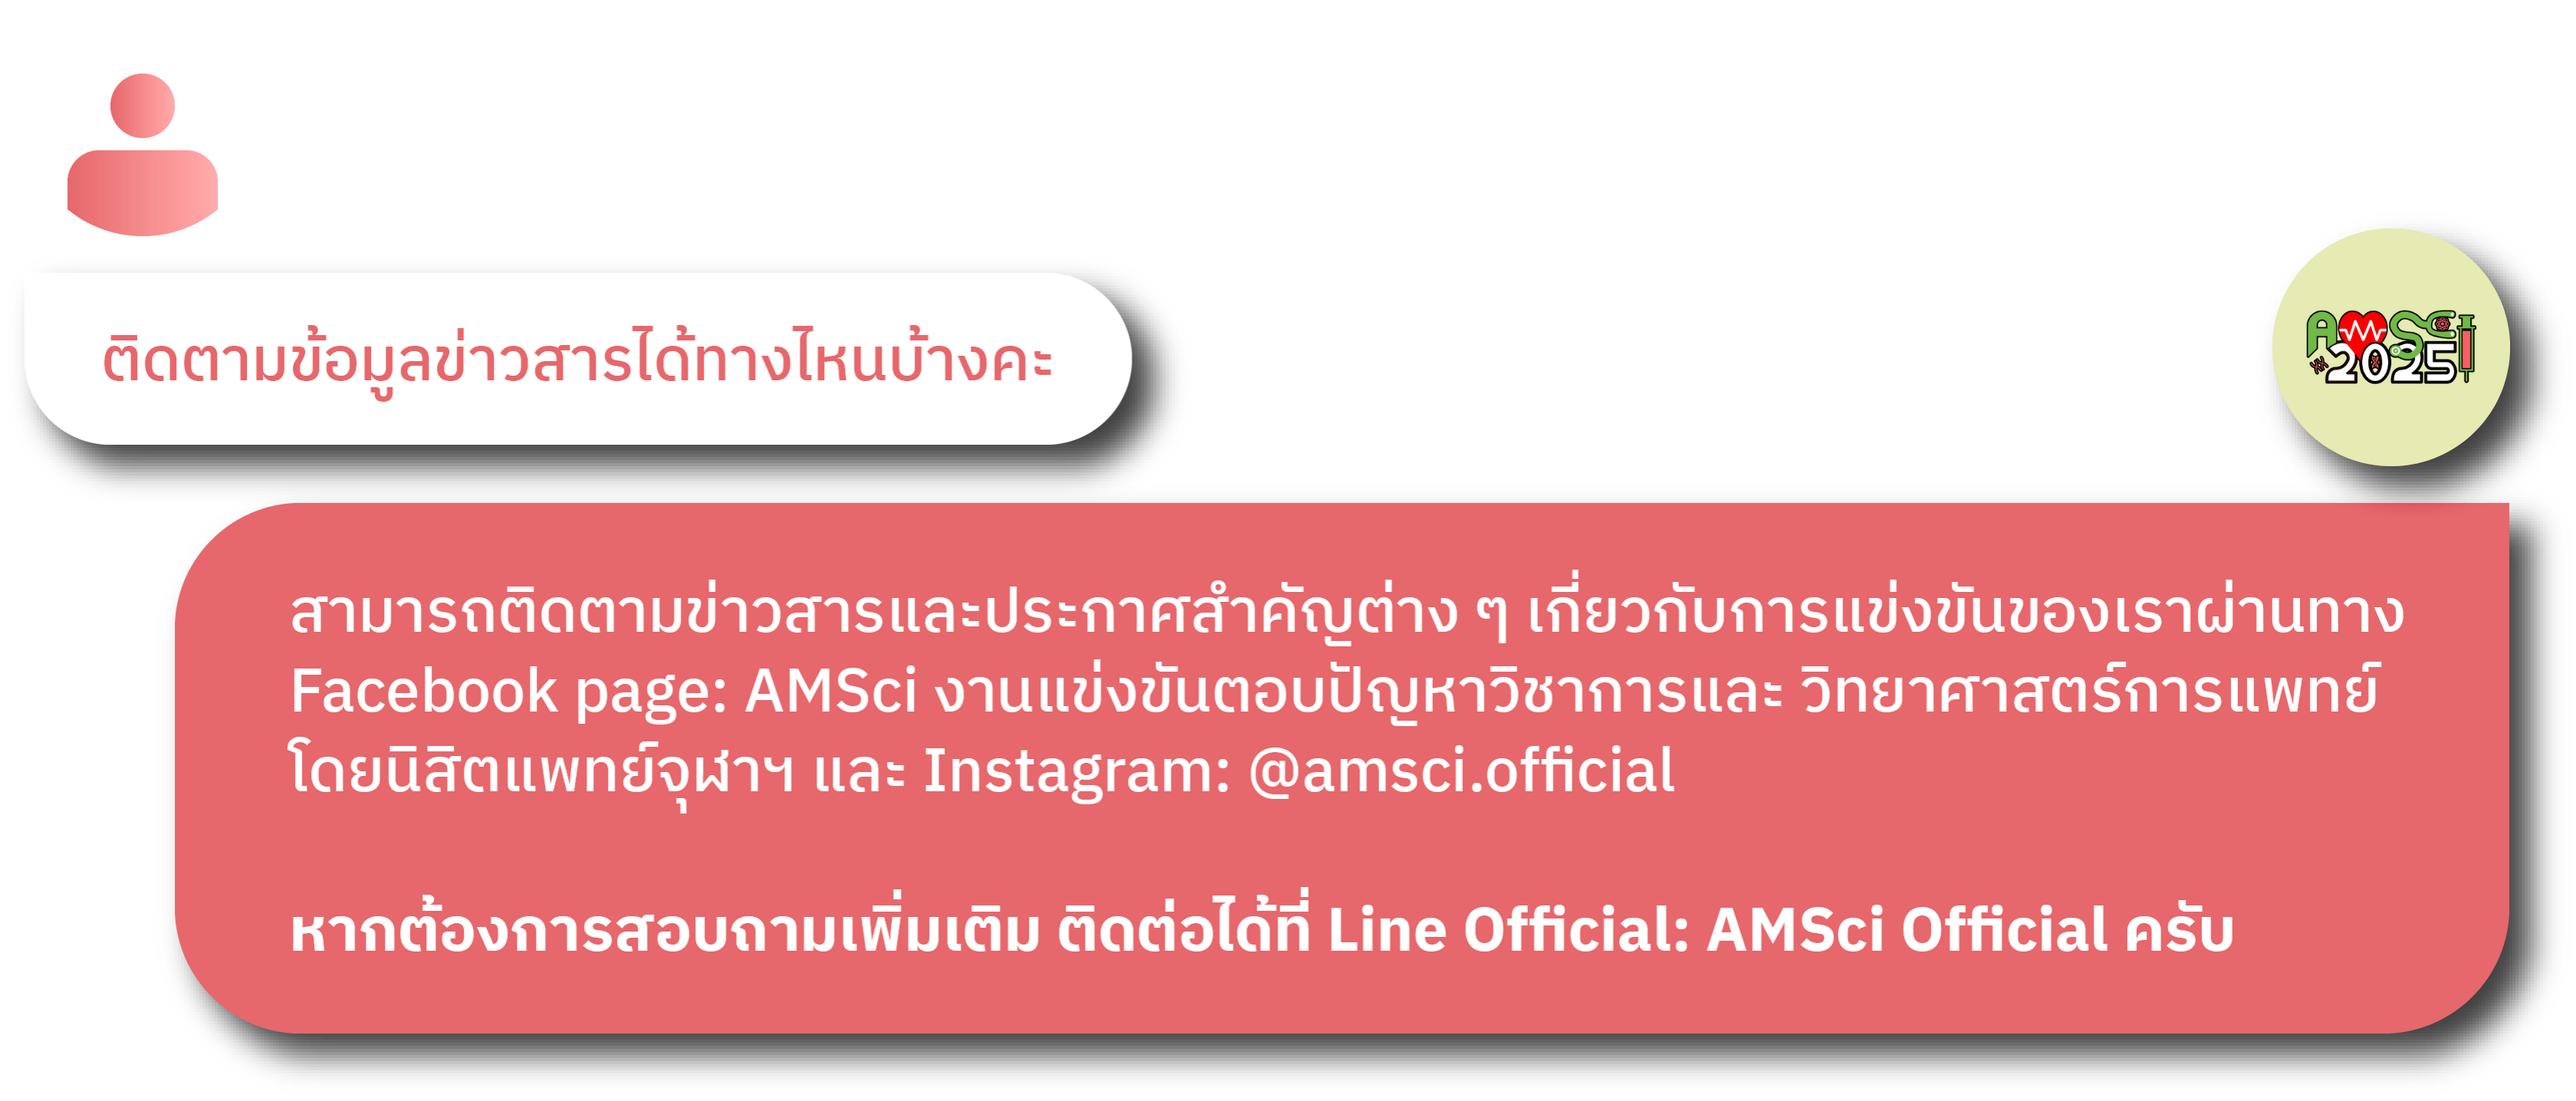 ติดตามข้อมูลข่าวสารได้ทางไหนบ้างคะ
AMSCI
2025
สามารถติดตามข่าวสารและประกาศสำคัญต่าง ๆ เกี่ยวกับการแข่งขันของเราผ่านทาง
Facebook page: AMSci งานแข่งขันตอบปัญหาวิชาการและ วิทยาศาสตร์การแพทย์
โดยนิสิตแพทย์จุฬาฯ และ Instagram: @amsci.official
หากต้องการสอบถามเพิ่มเติม ติดต่อได้ที่ Line Official: AMSci Official ครับ